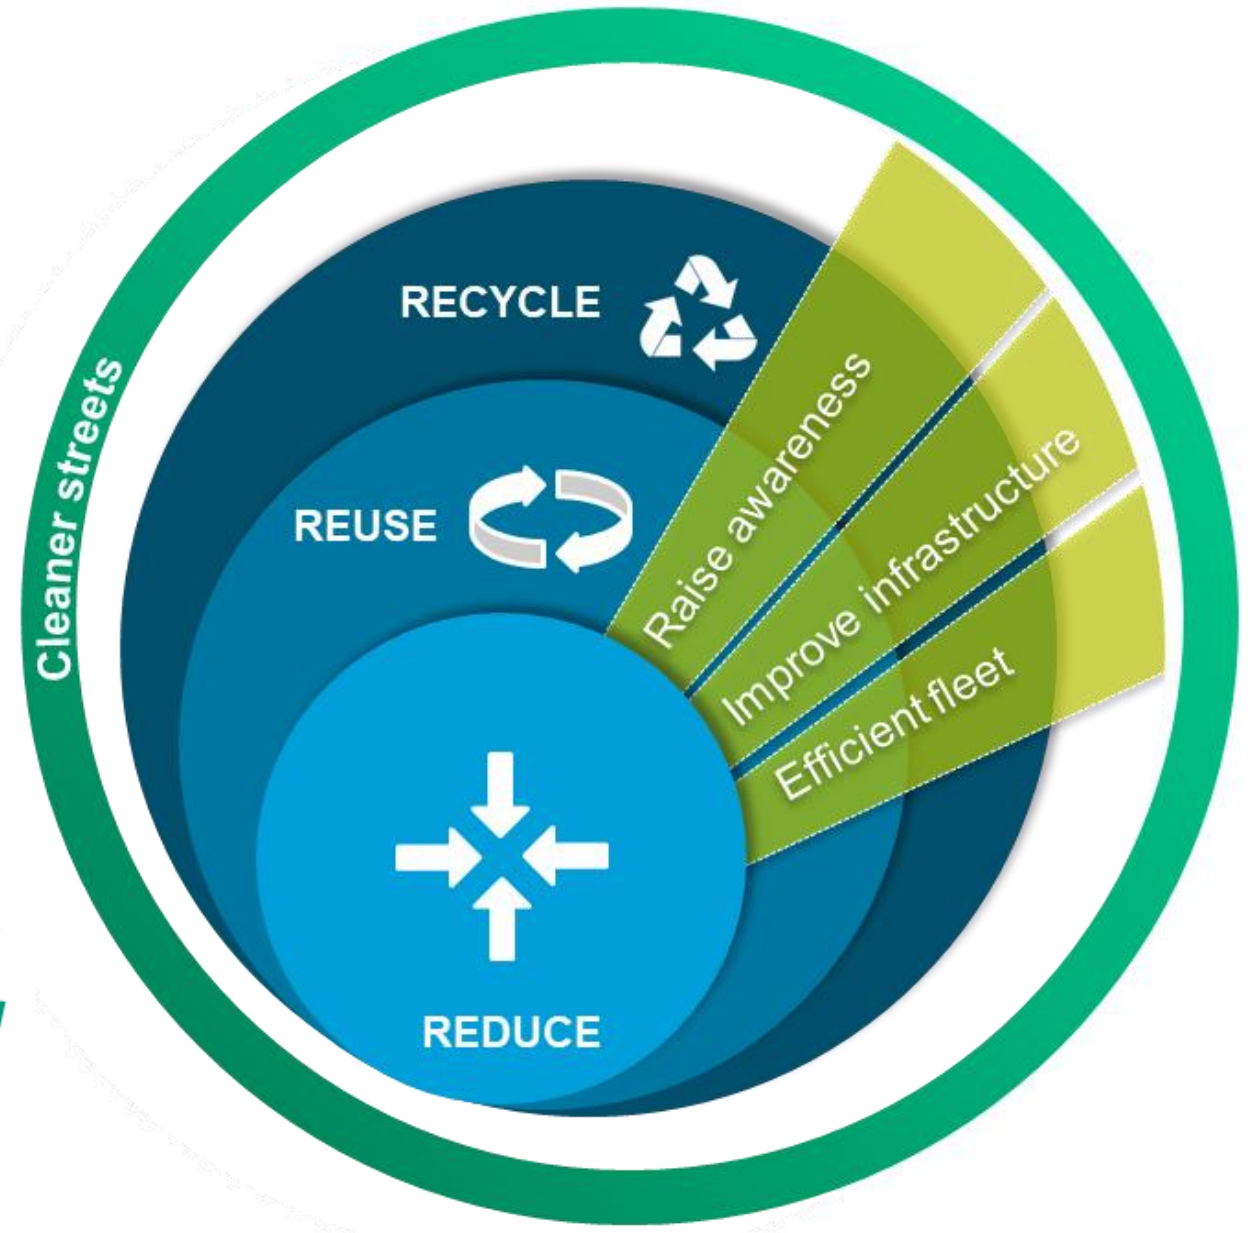 Cleaner streets
RECYCLE
REUSE
REDUCE
Raise awareness
Improve infrastructure
Efficient fleet